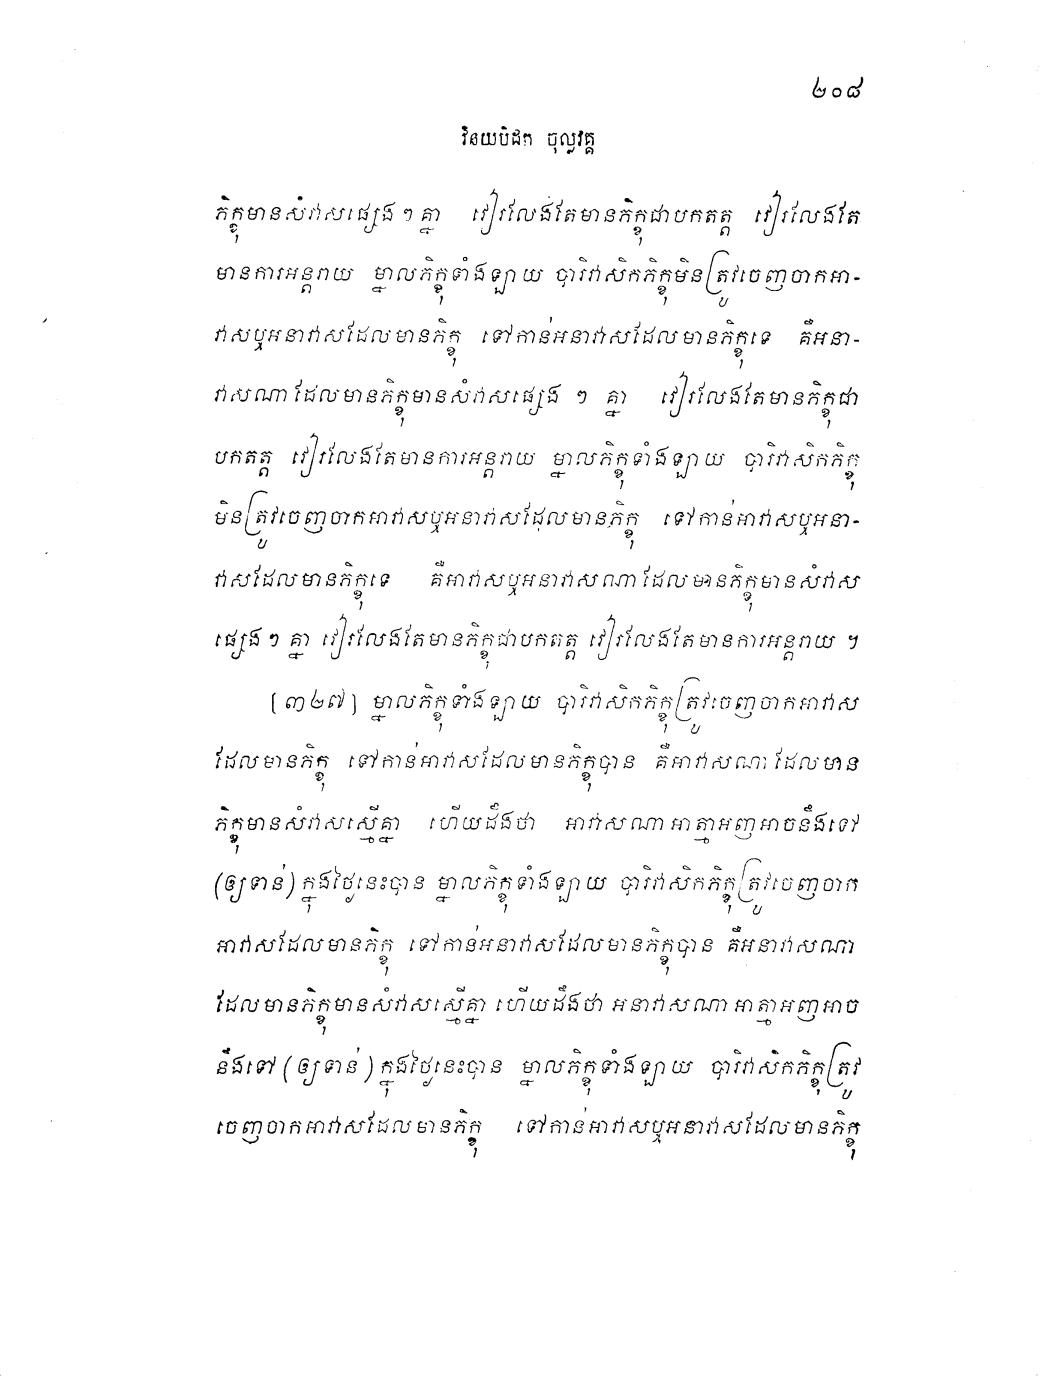 ២០៨
វិនយបិដក ចុល្លវគ្គ
ភិក្ខុមានសំវាសផ្សេង ៗ គ្នា វៀរលែងតែមានភិក្ខុជាបកតត្ត វៀរលែងតែ
មានការអន្តរាយ ម្នាលភិក្ខុទាំងឡាយ បារិវាសិកភិក្ខុមិនត្រូវចេញចាកអា-
វាសឬអនាវាសដែលមានភិក្ខុ ទៅកាន់អនាវាសដែលមានភិក្ខុទេ គឺអនា-
វាសណាដែលមានភិក្ខុមានសំវាសផ្សេង ៗ គ្នា វៀរលែងតែមានភិក្ខុជា
បកតត្ត វៀរលែងតែមានការអន្តរាយ ម្នាលភិក្ខុទាំងឡាយ បារិវាសិកភិក្ខុ
មិនត្រូវចេញចាកអាវាសឬអនាវាសដែលមានភិក្ខុ ទៅកាន់អាវាសឬអនា-
វាសដែលមានភិក្ខុទេ គឺអាវាសឬអនាវាសណាដែលមានភិក្ខុមានសំវាស
ផ្សេង ៗ គ្នា វៀរលែងតែមានភិក្ខុជាបកតត្ត វៀរលែងតែមានការអន្តរាយ ។
[៣២៧] ម្នាលភិក្ខុទាំងឡាយ បារិវាសិកភិក្ខុត្រូវចេញចាកអាវាស
ដែលមានភិក្ខុ ទៅកាន់អាវាសដែលមានភិក្ខុបាន គឺអាវាសណាដែលមាន
ភិក្ខុមានសំវាសស្មើគ្នា ហើយដឹងថា អាវាសណាអាត្មាអញអាចនឹងទៅ
(ឲ្យទាន់) ក្នុងថ្ងៃនេះបាន ម្នាលភិក្ខុទាំងឡាយ បារិវាសិកភិក្ខុត្រូវចេញចាក
អាវាសដែលមានភិក្ខុ ទៅកាន់អនាវាសដែលមានភិក្ខុបាន គឺអនាវាសណា
ដែលមានភិក្ខុមានសំវាសស្មើគ្នា ហើយដឹងថា អនាវាសណាអាត្មាអញអាច
នឹងទៅ (ឲ្យទាន់) ក្នុងថ្ងៃនេះបាន ម្នាលភិក្ខុទាំងឡាយ បារិវាសិកភិក្ខុត្រូវ
ចេញចាកអាវាសដែលមានភិក្ខុ ទៅកាន់អាវាសឬអនាវាសដែលមានភិក្ខុ